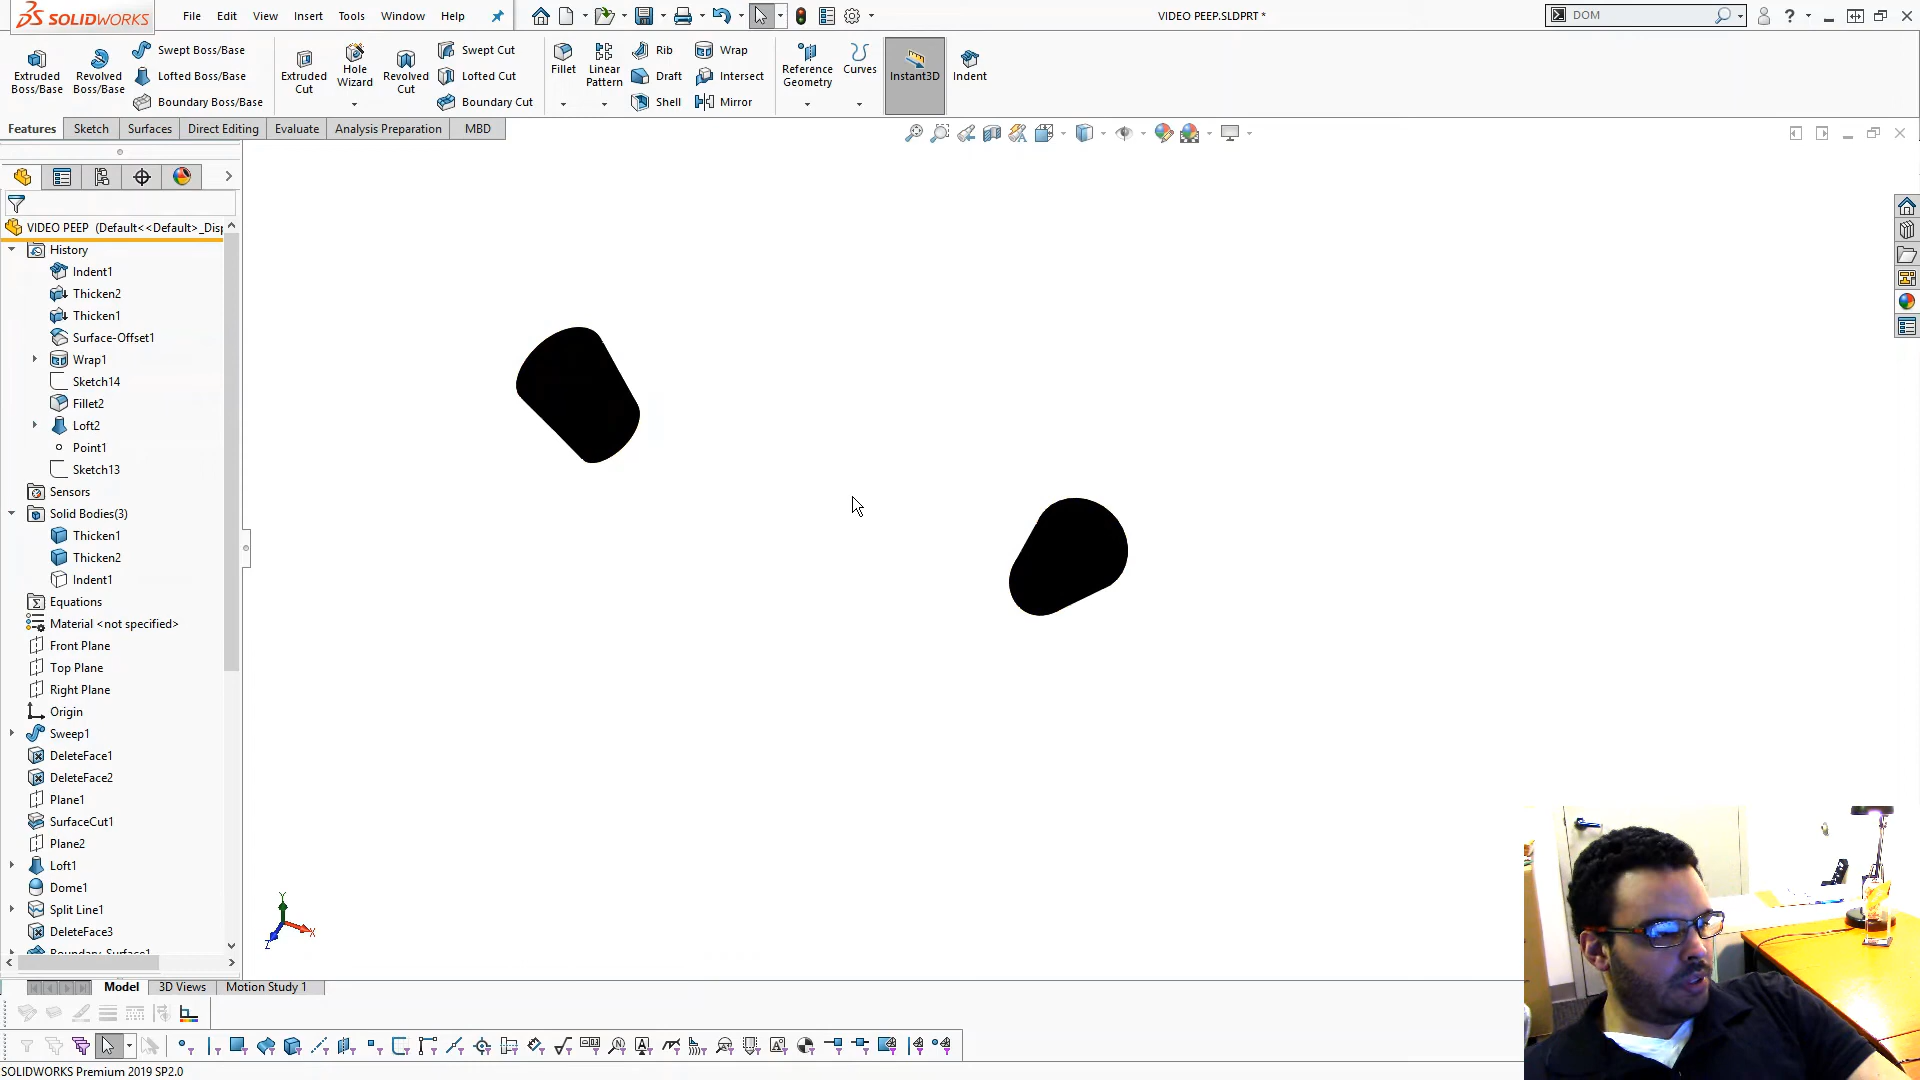 SOLIDWORKS File Edit View Insert Tools Window Help VIDEO PEEP.SLDPRT * DOM
Extruded Boss/Base
Revolved Boss/Base
Swept Boss/Base
Lofted Boss/Base
Boundary Boss/Base
Extruded Cut
Hole Wizard
Revolved Cut
Swept Cut
Lofted Cut
Boundary Cut
Fillet
Linear Pattern
Rib
Draft
Shell
Wrap
Intersect
Mirror
Reference Geometry
Curves
Instant3D
Indent
Features Sketch Surfaces Direct Editing Evaluate Analysis Preparation MBD
VIDEO PEEP (Default<<Default>_Disp
History
Indent1
Thicken2
Thicken1
Surface-Offset1
Wrap1
Sketch14
Fillet2
Loft2
Point1
Sketch13
Sensors
Solid Bodies(3)
Thicken1
Thicken2
Indent1
Equations
Material <not specified>
Front Plane
Top Plane
Right Plane
Origin
Sweep1
DeleteFace1
DeleteFace2
Plane1
SurfaceCut1
Plane2
Loft1
Dome1
Split Line1
DeleteFace3
Boundary-Surface1
Y
X
Z
Model 3D Views Motion Study 1
SOLIDWORKS Premium 2019 SP2.0